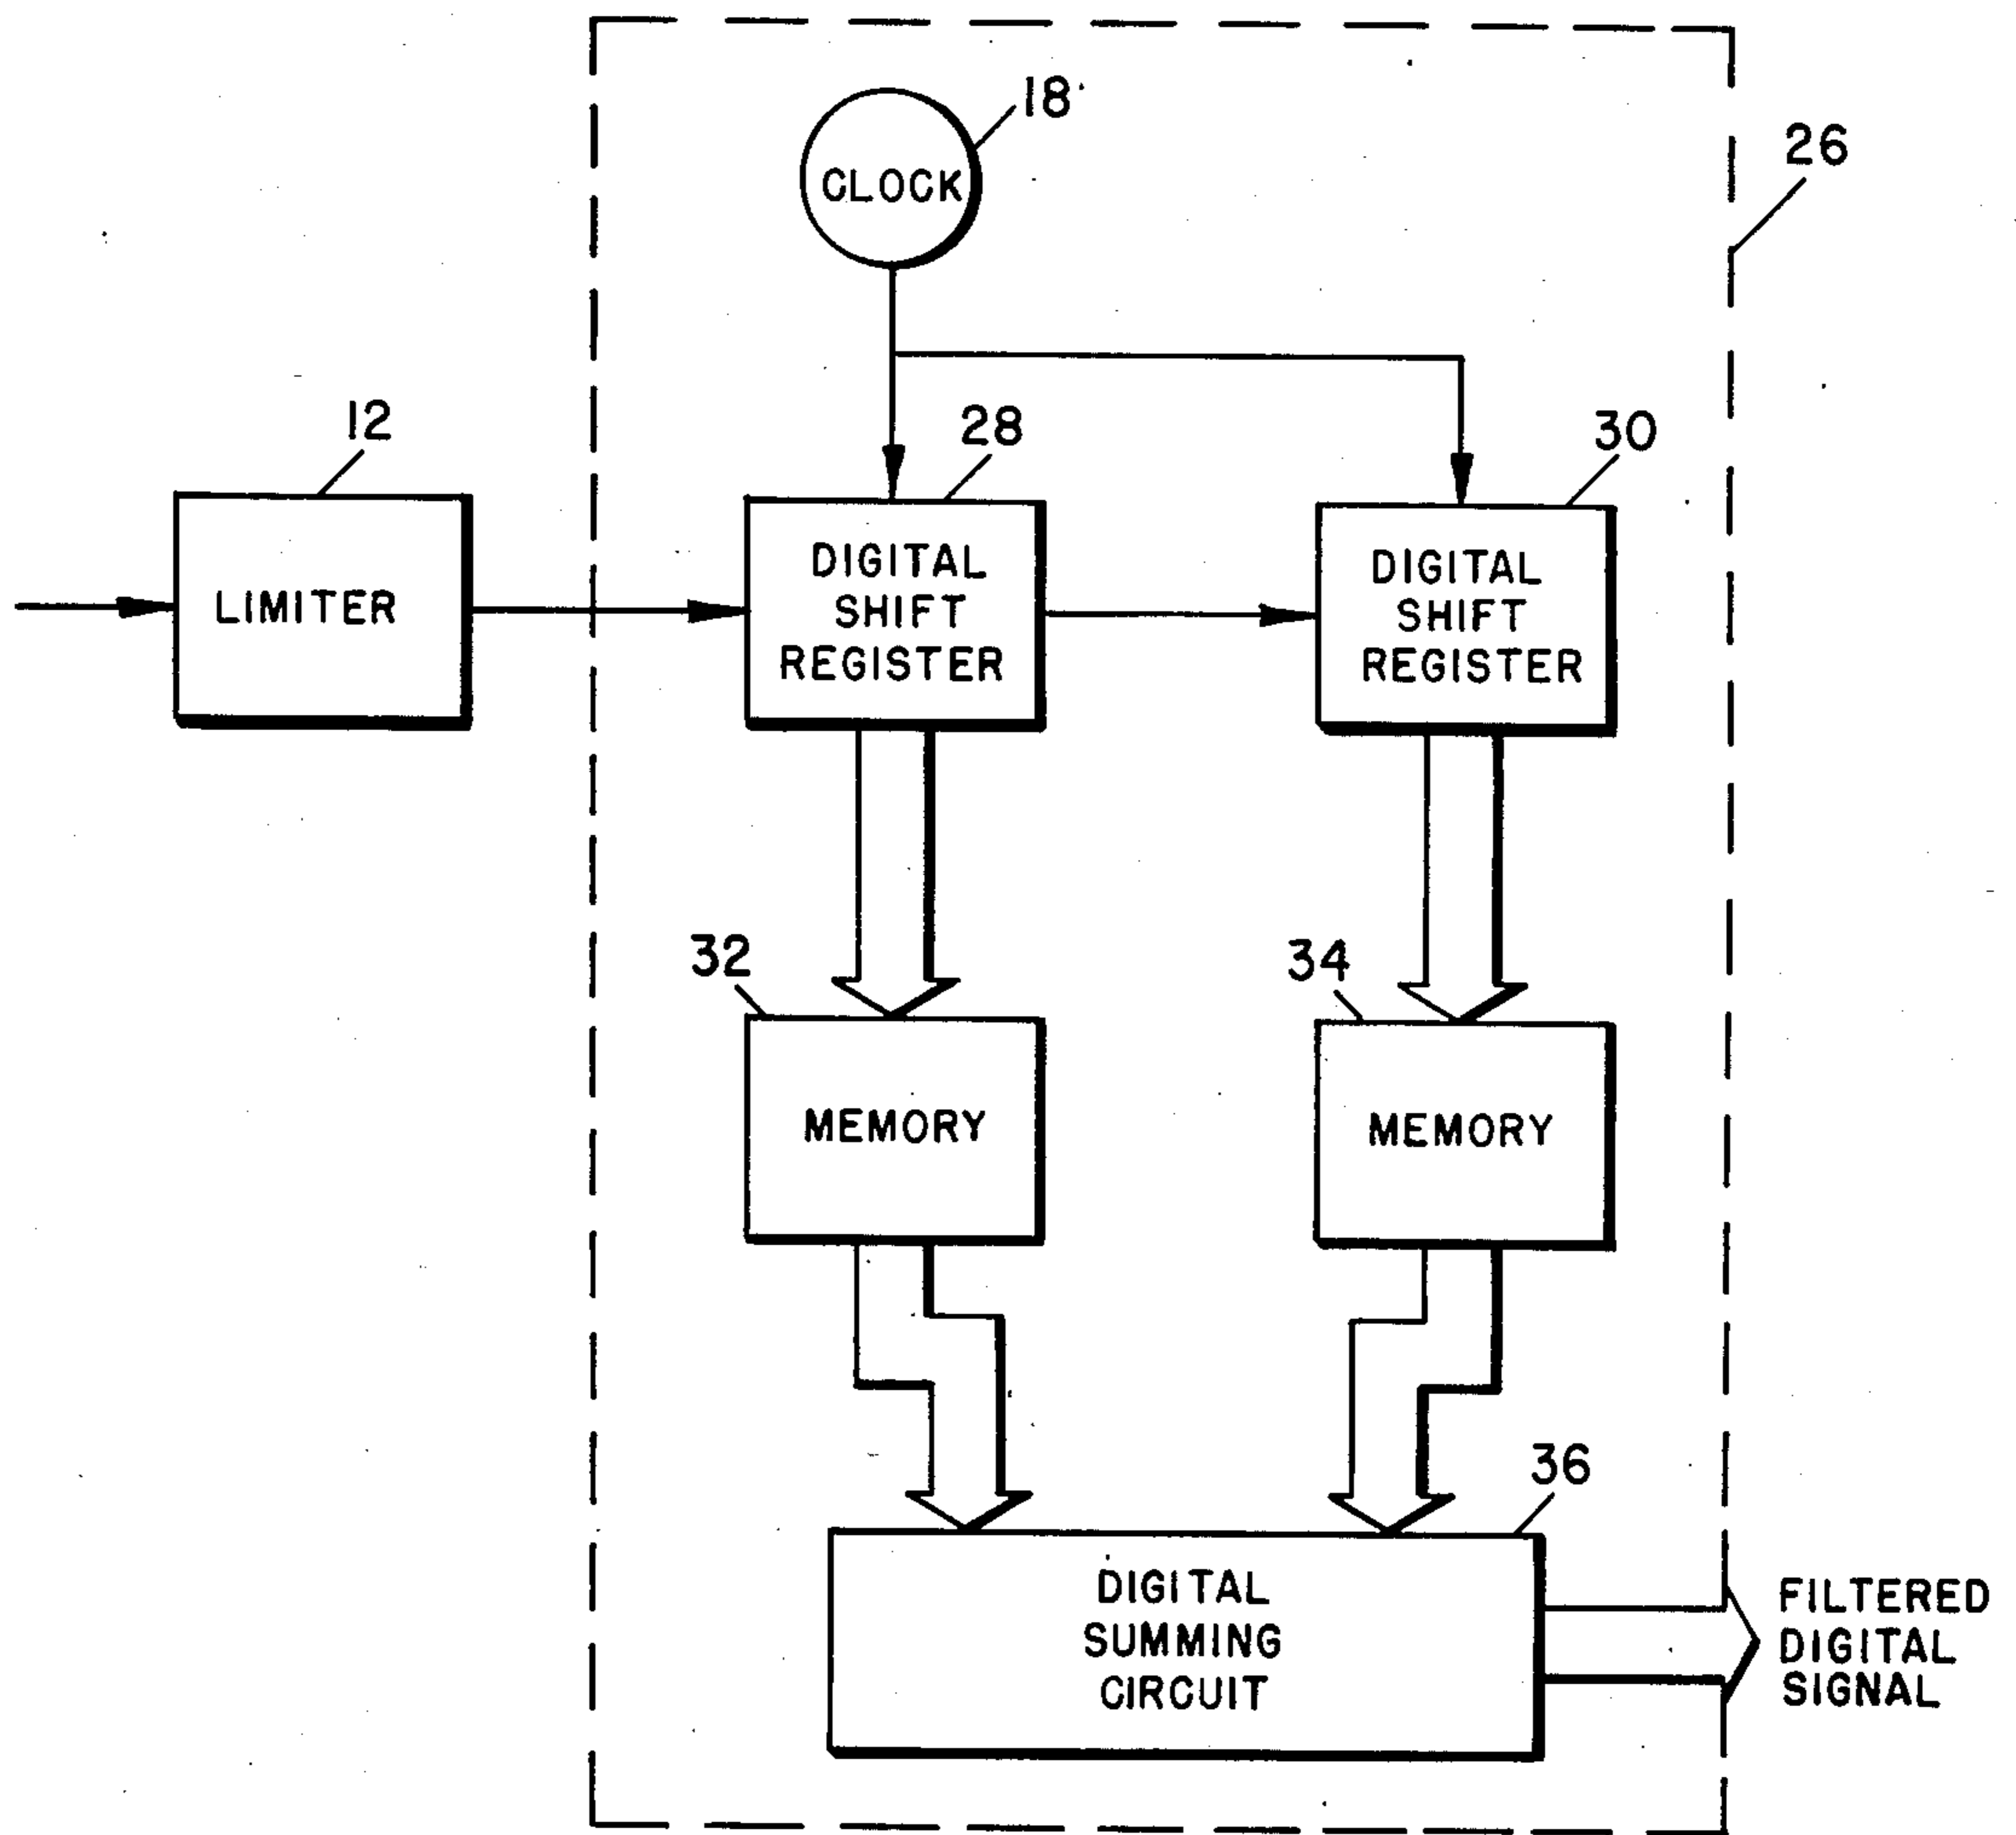 18
CLOCK
26
12
28
30
LIMITER
DIGITAL
SHIFT
REGISTER
DIGITAL
SHIFT
REGISTER
32
34
MEMORY
MEMORY
36
DIGITAL
SUMMING
CIRCUIT
FILTERED
DIGITAL
SIGNAL